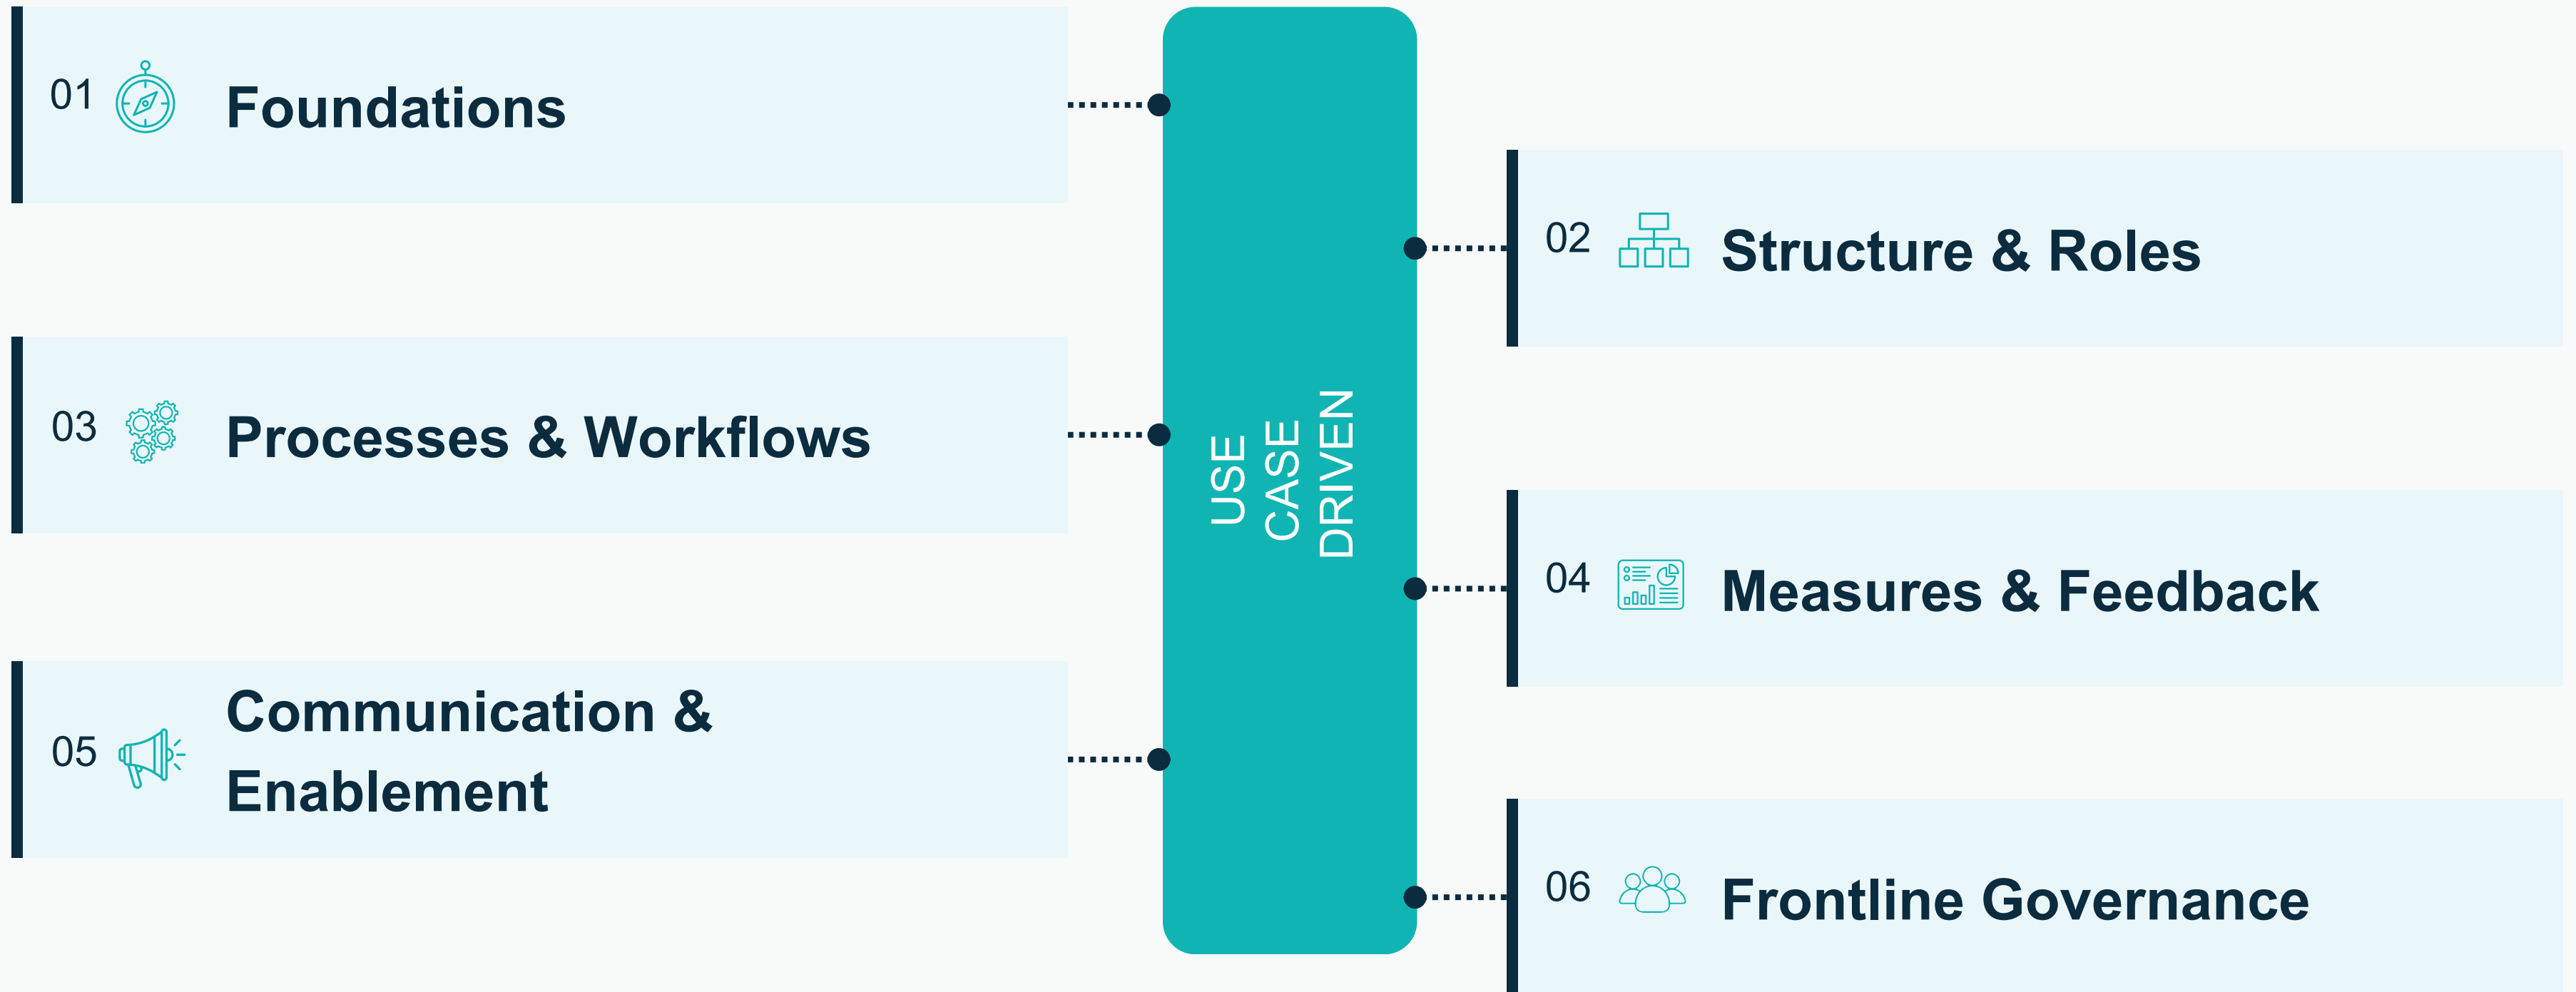 01
Foundations
02
Structure & Roles
03
Processes & Workflows
USE
CASE
DRIVEN
04
Measures & Feedback
05
Communication &
Enablement
06
Frontline Governance